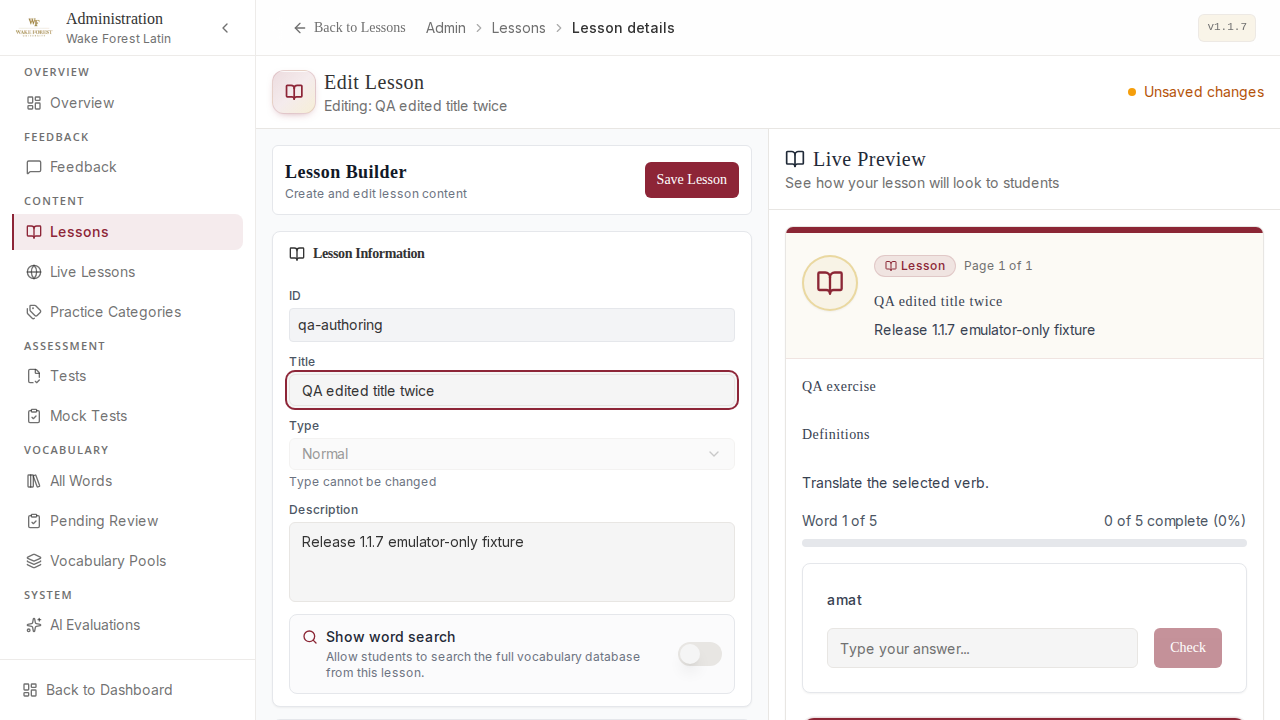 WF
WAKE FOREST
Administration
Wake Forest Latin
OVERVIEW
Overview
FEEDBACK
Feedback
CONTENT
Lessons
Live Lessons
Practice Categories
ASSESSMENT
Tests
Mock Tests
VOCABULARY
All Words
Pending Review
Vocabulary Pools
SYSTEM
AI Evaluations
Back to Dashboard
Back to Lessons
Admin
Lessons
Lesson details
v1.1.7
Edit Lesson
Editing: QA edited title twice
Unsaved changes
Lesson Builder
Create and edit lesson content
Save Lesson
Lesson Information
ID
qa-authoring
Title
QA edited title twice
Type
Normal
Type cannot be changed
Description
Release 1.1.7 emulator-only fixture
Show word search
Allow students to search the full vocabulary database
from this lesson.
Live Preview
See how your lesson will look to students
Lesson
Page 1 of 1
QA edited title twice
Release 1.1.7 emulator-only fixture
QA exercise
Definitions
Translate the selected verb.
Word 1 of 5
0 of 5 complete (0%)
amat
Type your answer...
Check